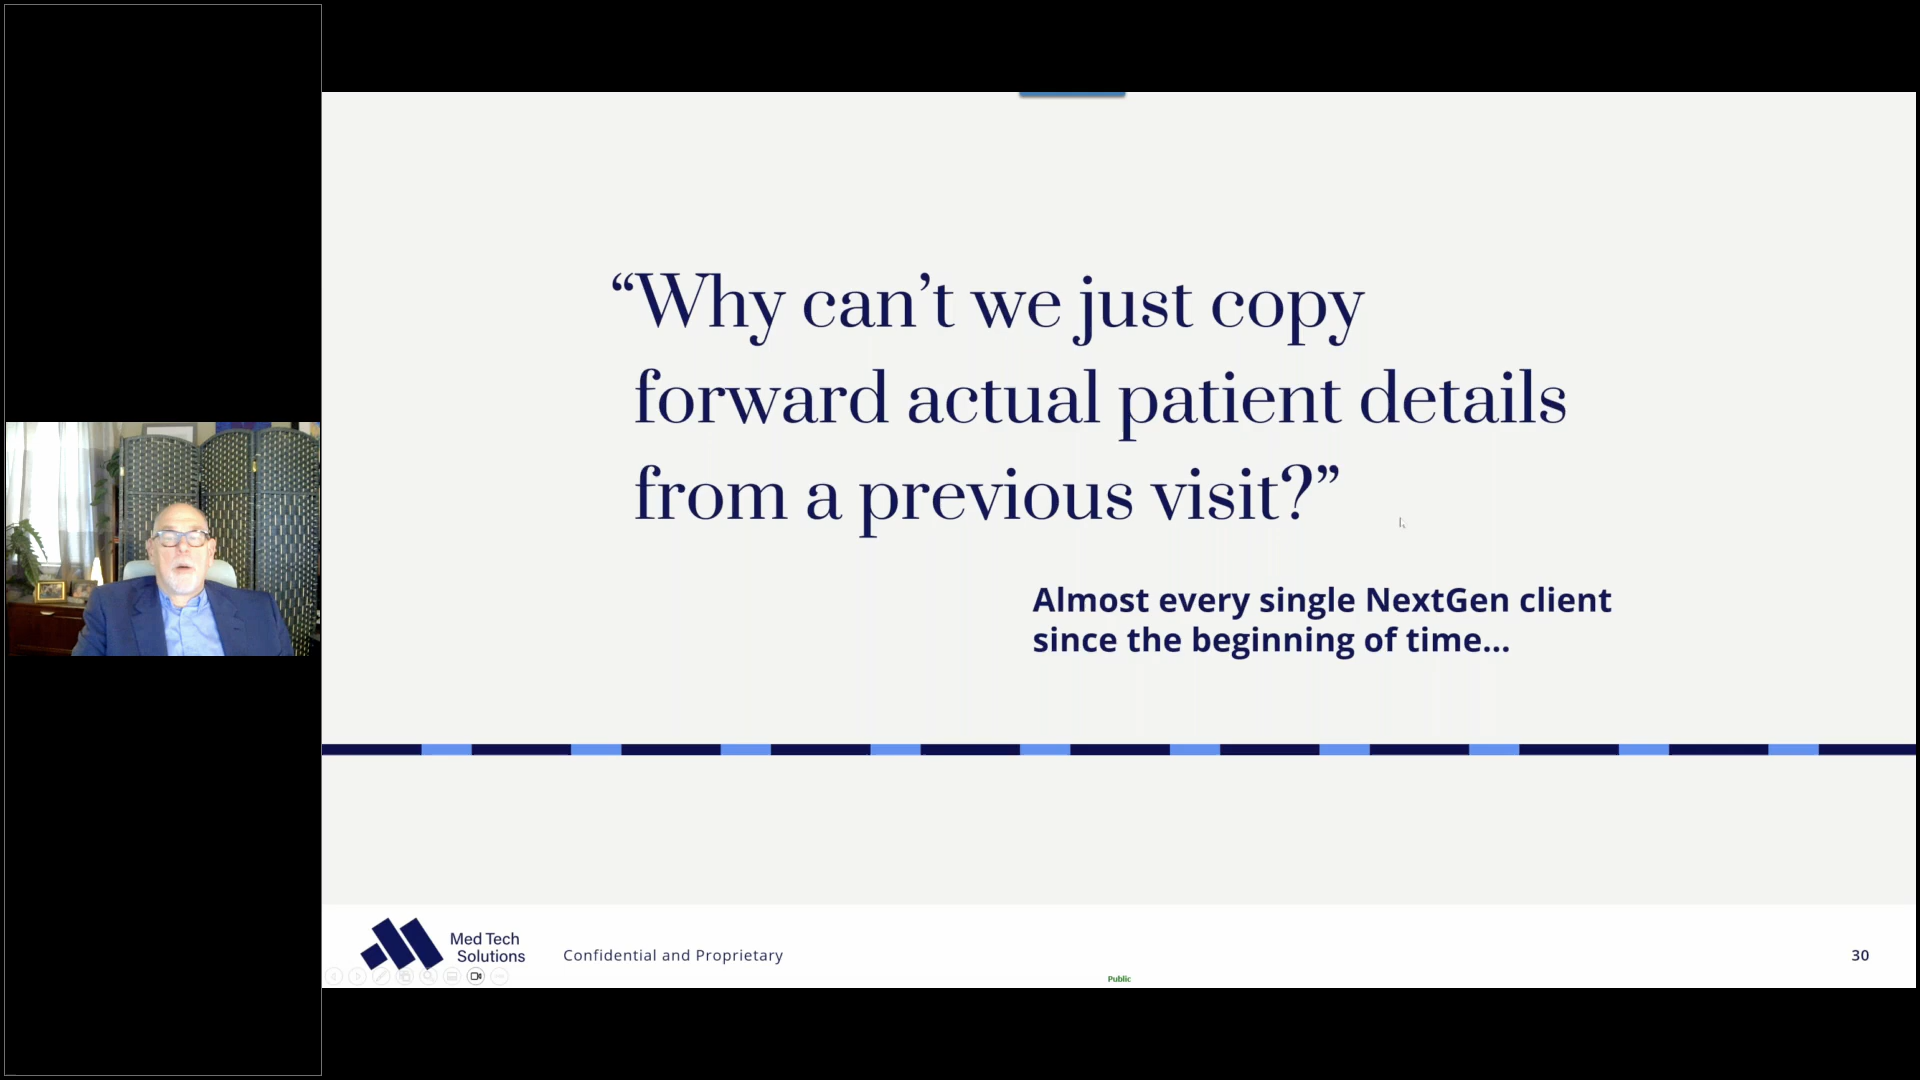 “Why can’t we just copy
forward actual patient details
from a previous visit?”
Almost every single NextGen client
since the beginning of time...
Med Tech
Solutions
Confidential and Proprietary
30
Public